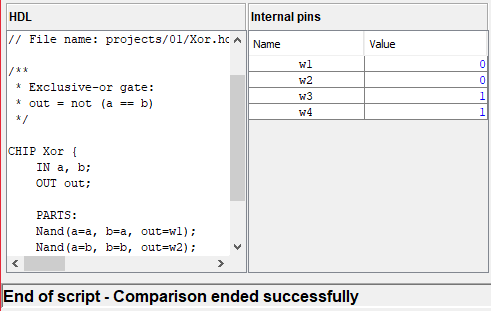 HDL
// File name: projects/01/Xor.hd
/**
* Exclusive-or gate:
* out = not (a == b)
*/
CHIP Xor {
IN a, b;
OUT out;
PARTS:
Nand(a=a, b=a, out=w1);
Nand(a=b, b=b, out=w2);
Internal pins
Name Value
w1 0
w2 0
w3 1
w4 1
End of script - Comparison ended successfully